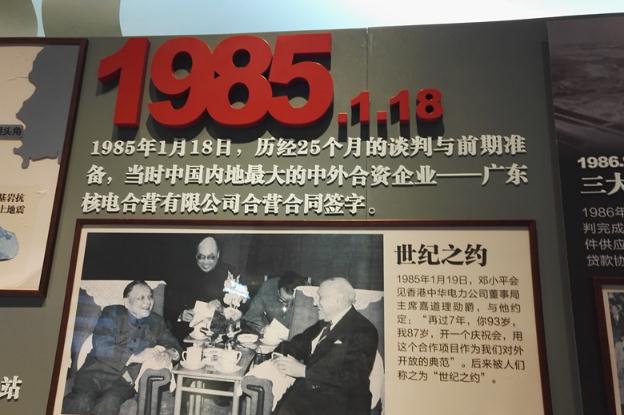 1985.1.18
1985年1月18日，历经25个月的谈判与前期准
备，当时中国内地最大的中外合资企业——广东
核电合营有限公司合营合同签字。
世纪之约
1985年1月19日，邓小平会
见香港中华电力公司董事局
主席嘉道理勋爵，与他约
定：“再过7年，你93岁，
我87岁，开一个庆祝会，用
这个合作项目作为我们对外
开放的典范”。后来被人们
称之为“世纪之约”。
头角
基岩抗
上地震
站
1986.
三大
1986年
判完成
件供应
贷款协